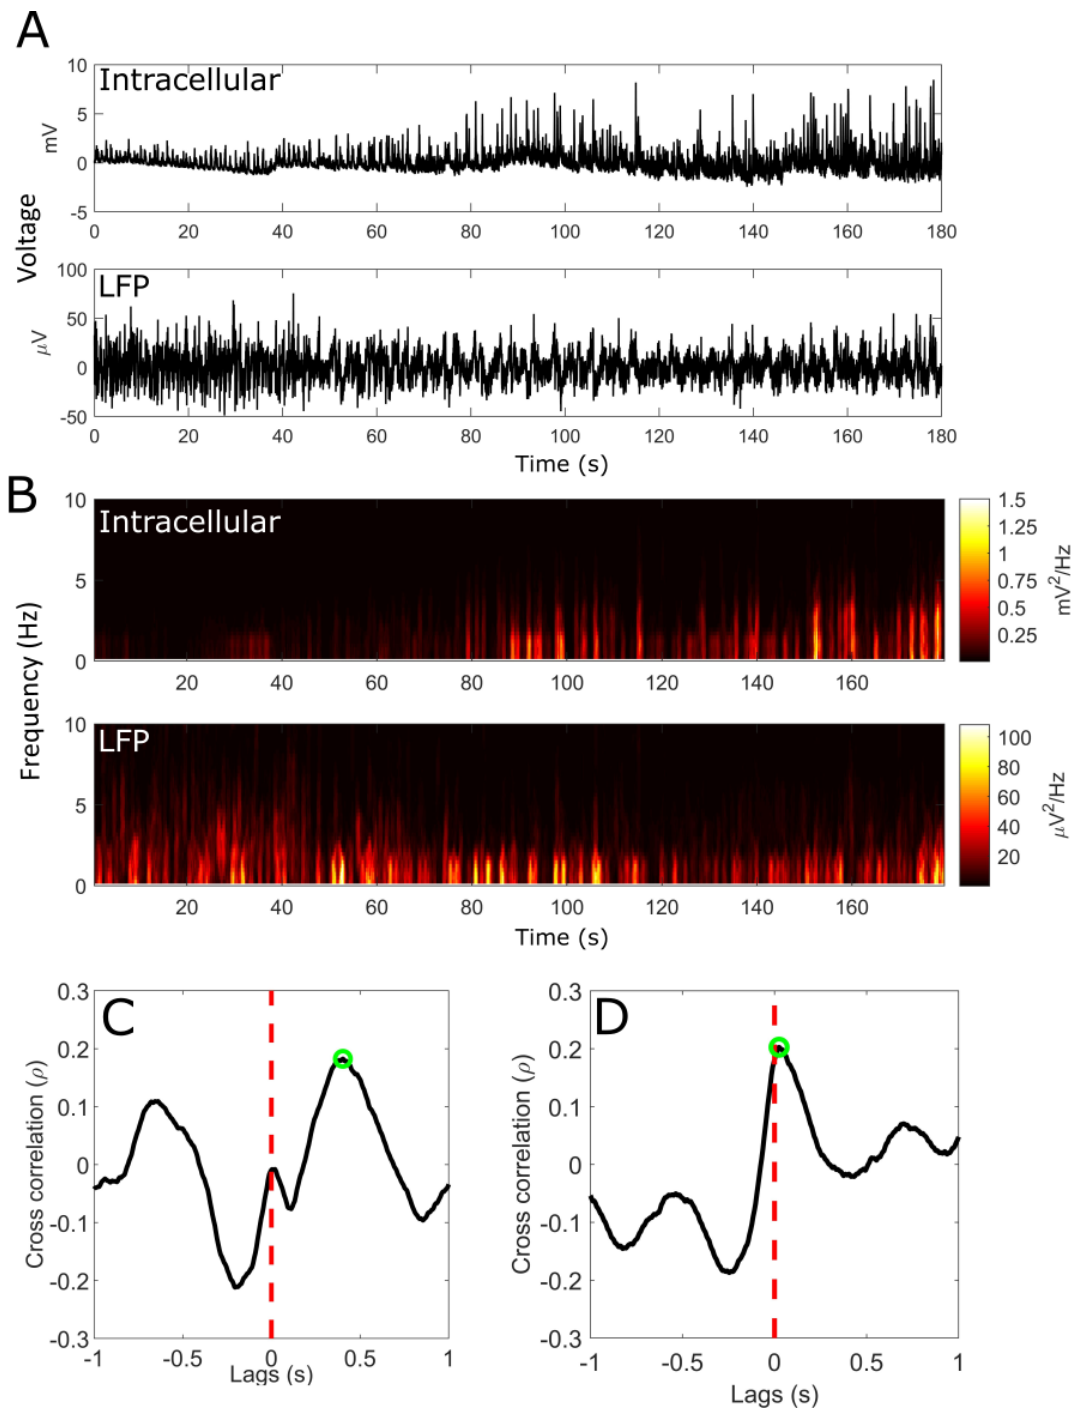 A
Intracellular
10
5
0
-5
mV
0 20 40 60 80 100 120 140 160 180
Voltage
LFP
100
50
0
-50
μV
0 20 40 60 80 100 120 140 160 180
Time (s)
B
Intracellular
10
5
0
20 40 60 80 100 120 140 160
1.5
1.25
1
0.75
0.5
0.25
mV²/Hz
Frequency (Hz)
LFP
10
5
0
20 40 60 80 100 120 140 160
100
80
60
40
20
μV²/Hz
Time (s)
C
0.3
0.2
0.1
0
-0.1
-0.2
-0.3
Cross correlation (ρ)
-1 -0.5 0 0.5 1
Lags (s)
D
0.3
0.2
0.1
0
-0.1
-0.2
-0.3
Cross correlation (ρ)
-1 -0.5 0 0.5 1
Lags (s)